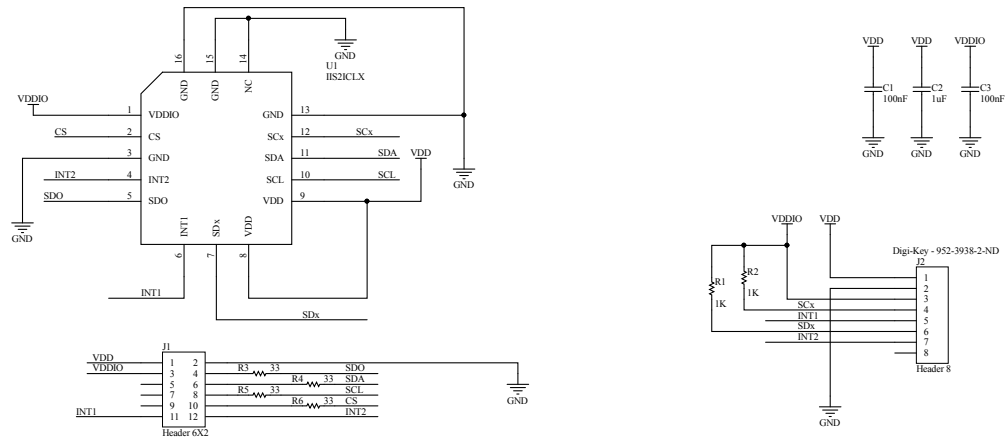 16
15
14
GND
U1
IIS2ICLX
GND
GND
NC
VDDIO
1
VDDIO
GND
13
CS
2
CS
SCx
12
SCx
3
GND
SDA
11
SDA
VDD
INT2
4
INT2
SCL
10
SCL
SDO
5
SDO
VDD
9
GND
GND
INT1
SDx
VDD
6
7
8
INT1
SDx
J1
VDD
1
2
VDDIO
3
4
R3
33
SDO
5
6
R4
33
SDA
7
8
R5
33
SCL
9
10
R6
33
CS
INT1
11
12
INT2
Header 6X2
GND
VDD
VDD
VDDIO
C1
100nF
C2
1uF
C3
100nF
GND
GND
GND
VDDIO
VDD
Digi-Key - 952-3938-2-ND
J2
R1
1K
R2
1K
1
2
3
SCx
4
INT1
5
SDx
6
INT2
7
8
Header 8
GND